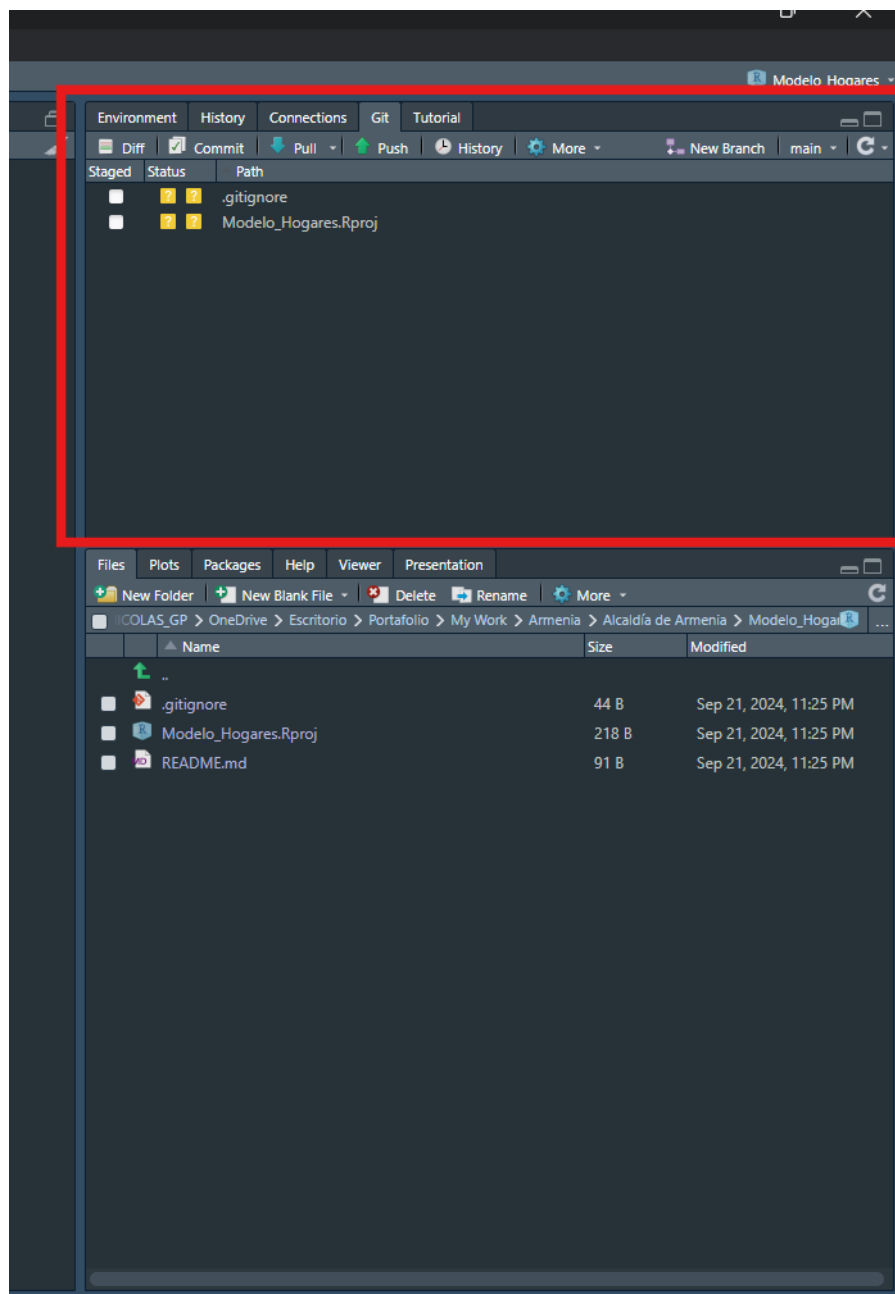 Modelo_Hogares
Environment History Connections Git Tutorial
Diff Commit Pull Push History More New Branch main
Staged Status Path
? ? .gitignore
? ? Modelo_Hogares.Rproj
Files Plots Packages Help Viewer Presentation
New Folder New Blank File Delete Rename More
ICOLAS_GP > OneDrive > Escritorio > Portafolio > My Work > Armenia > Alcaldía de Armenia > Modelo_Hogar ...
Name Size Modified
..
.gitignore 44 B Sep 21, 2024, 11:25 PM
Modelo_Hogares.Rproj 218 B Sep 21, 2024, 11:25 PM
README.md 91 B Sep 21, 2024, 11:25 PM